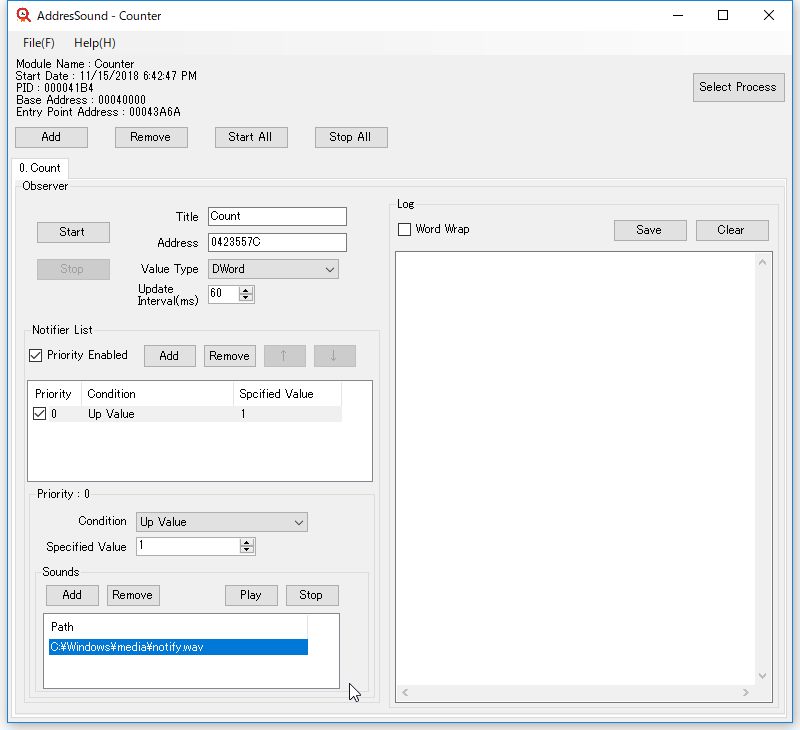 AddresSound - Counter
File(F) Help(H)
Module Name : Counter
Start Date : 11/15/2018 6:42:47 PM
PID : 000041B4
Base Address : 00040000
Entry Point Address : 00043A6A
Select Process
Add Remove Start All Stop All
0. Count
Observer
Start
Stop
Title Count
Address 0423557C
Value Type DWord
Update
Interval(ms) 60
Notifier List
Priority Enabled Add Remove ↑ ↓
Priority Condition Spcified Value
0 Up Value 1
Priority : 0
Condition Up Value
Specified Value 1
Sounds
Add Remove Play Stop
Path
C:¥Windows¥media¥notify.wav
Log
Word Wrap Save Clear